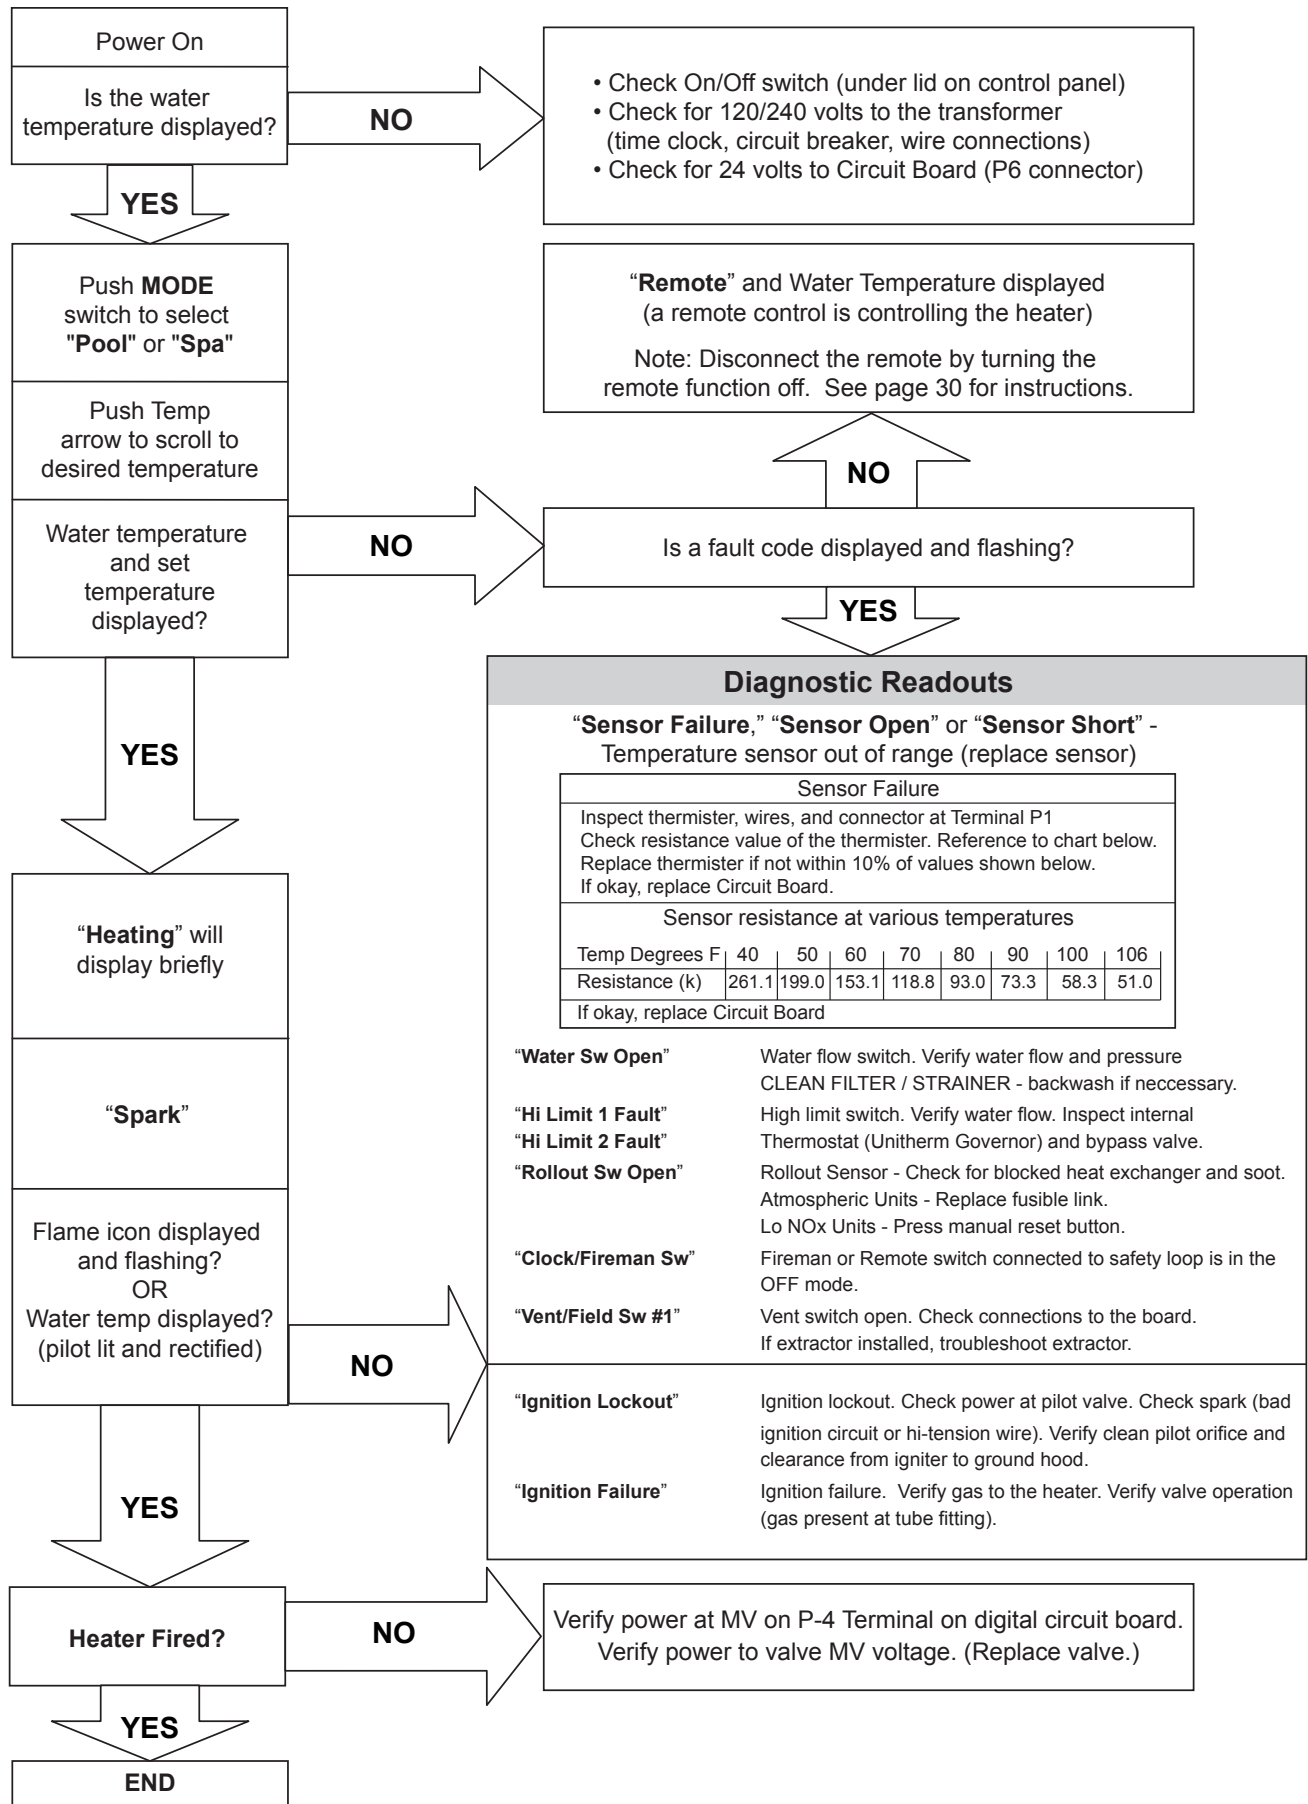 Power On
Is the water
temperature displayed?
NO
• Check On/Off switch (under lid on control panel)
• Check for 120/240 volts to the transformer
(time clock, circuit breaker, wire connections)
• Check for 24 volts to Circuit Board (P6 connector)
YES
Push MODE
switch to select
"Pool" or "Spa"
Push Temp
arrow to scroll to
desired temperature
Water temperature
and set
temperature
displayed?
NO
Is a fault code displayed and flashing?
NO
“Remote” and Water Temperature displayed
(a remote control is controlling the heater)
Note: Disconnect the remote by turning the
remote function off. See page 30 for instructions.
YES
Diagnostic Readouts
“Sensor Failure,” “Sensor Open” or “Sensor Short” -
Temperature sensor out of range (replace sensor)
Sensor Failure
Inspect thermister, wires, and connector at Terminal P1
Check resistance value of the thermister. Reference to chart below.
Replace thermister if not within 10% of values shown below.
If okay, replace Circuit Board.
Sensor resistance at various temperatures
Temp Degrees F 40 50 60 70 80 90 100 106
Resistance (k) 261.1 199.0 153.1 118.8 93.0 73.3 58.3 51.0
If okay, replace Circuit Board
“Water Sw Open” Water flow switch. Verify water flow and pressure
CLEAN FILTER / STRAINER - backwash if neccessary.
“Hi Limit 1 Fault” High limit switch. Verify water flow. Inspect internal
“Hi Limit 2 Fault” Thermostat (Unitherm Governor) and bypass valve.
“Rollout Sw Open” Rollout Sensor - Check for blocked heat exchanger and soot.
Atmospheric Units - Replace fusible link.
Lo NOx Units - Press manual reset button.
“Clock/Fireman Sw” Fireman or Remote switch connected to safety loop is in the
OFF mode.
“Vent/Field Sw #1” Vent switch open. Check connections to the board.
If extractor installed, troubleshoot extractor.
“Ignition Lockout” Ignition lockout. Check power at pilot valve. Check spark (bad
ignition circuit or hi-tension wire). Verify clean pilot orifice and
clearance from igniter to ground hood.
“Ignition Failure” Ignition failure. Verify gas to the heater. Verify valve operation
(gas present at tube fitting).
YES
“Heating” will
display briefly
“Spark”
Flame icon displayed
and flashing?
OR
Water temp displayed?
(pilot lit and rectified)
NO
YES
Heater Fired?
NO
Verify power at MV on P-4 Terminal on digital circuit board.
Verify power to valve MV voltage. (Replace valve.)
YES
END